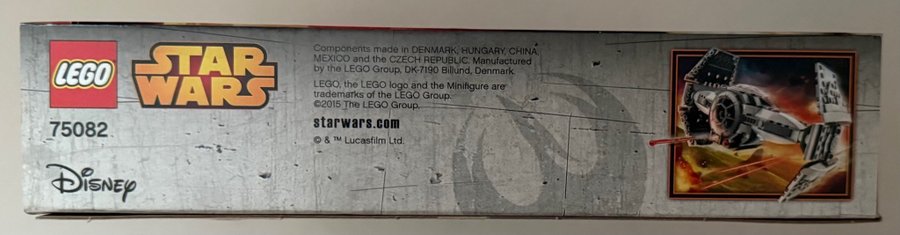 LEGO
STAR
WARS
75082
Disney
Components made in DENMARK, HUNGARY, CHINA,
MEXICO and the CZECH REPUBLIC. Manufactured
by the LEGO Group, DK-7190 Billund, Denmark.
LEGO, the LEGO logo and the Minifigure are
trademarks of the LEGO Group.
©2015 The LEGO Group.
starwars.com
© & ™ Lucasfilm Ltd.